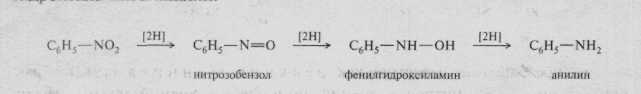 C₆H₅—NO₂ [2H] C₆H₅—N=O [2H] C₆H₅—NH—OH [2H] C₆H₅—NH₂
нитрозобензол фенилгидроксиламин анилин